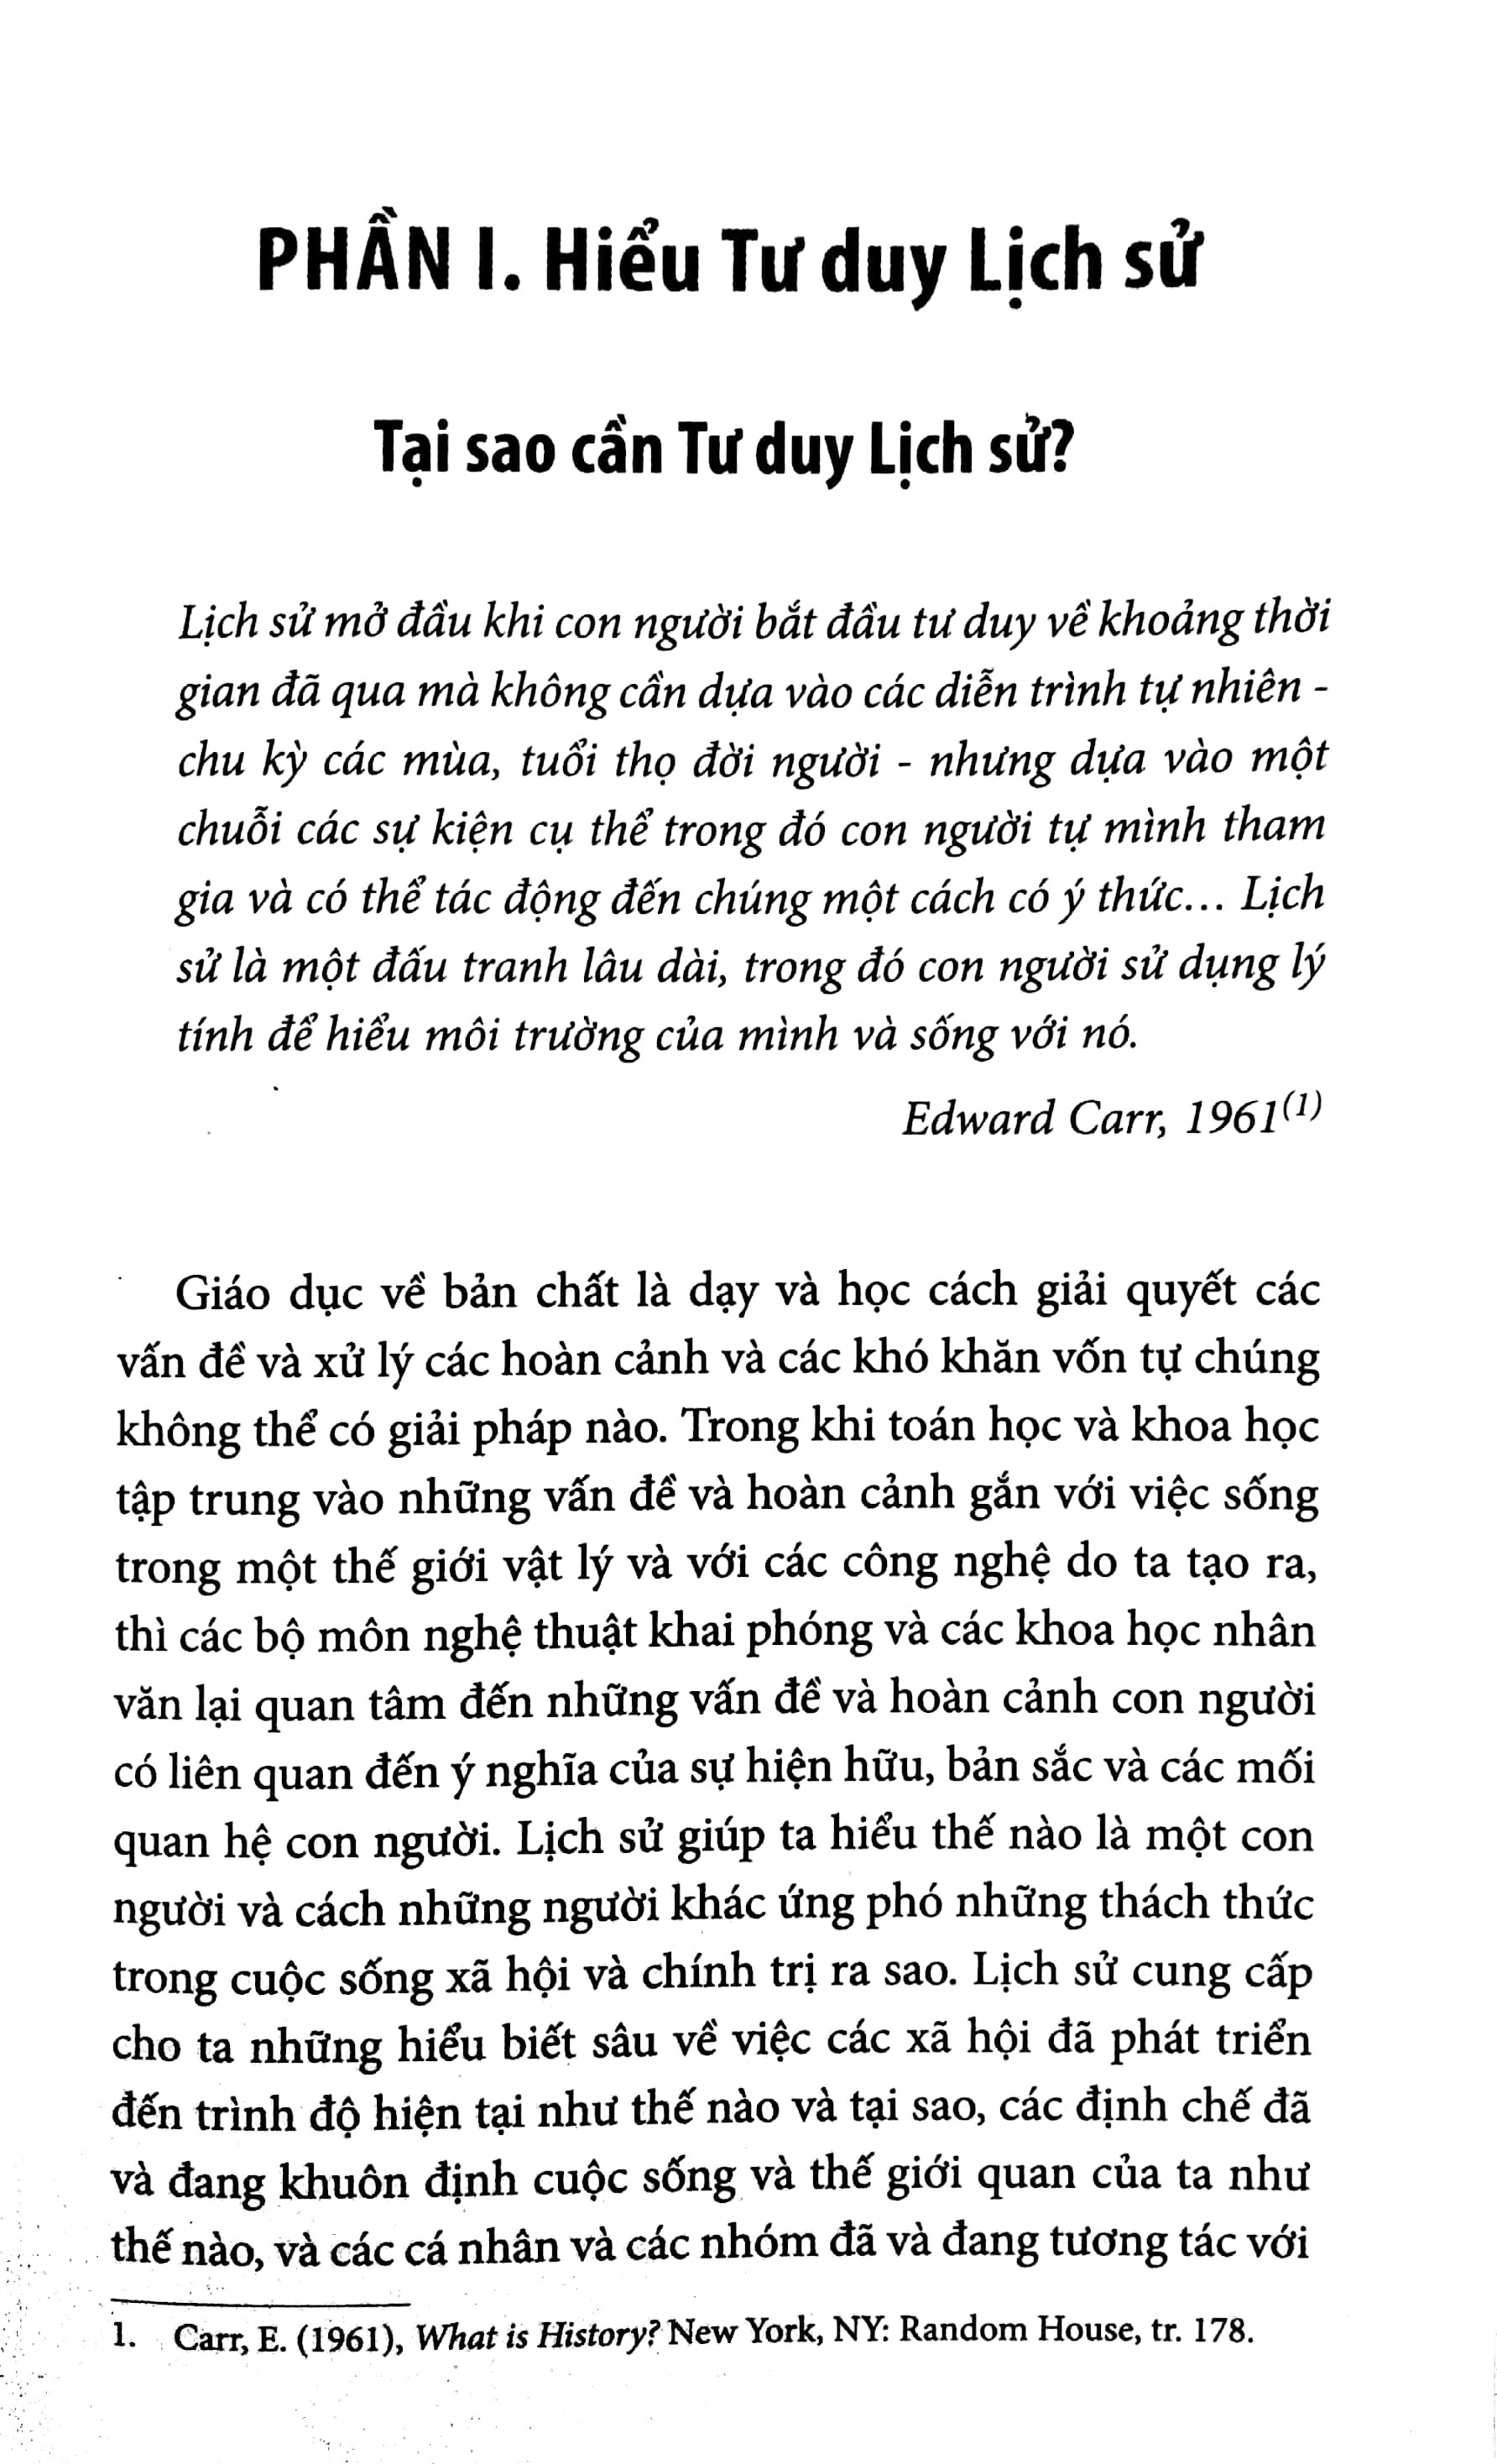 PHẦN I. Hiểu Tư duy Lịch sử
Tại sao cần Tư duy Lịch sử?
Lịch sử mở đầu khi con người bắt đầu tư duy về khoảng thời
gian đã qua mà không cần dựa vào các diễn trình tự nhiên -
chu kỳ các mùa, tuổi thọ đời người - nhưng dựa vào một
chuỗi các sự kiện cụ thể trong đó con người tự mình tham
gia và có thể tác động đến chúng một cách có ý thức... Lịch
sử là một đấu tranh lâu dài, trong đó con người sử dụng lý
tính để hiểu môi trường của mình và sống với nó.
Edward Carr, 1961(1)
Giáo dục về bản chất là dạy và học cách giải quyết các
vấn đề và xử lý các hoàn cảnh và các khó khăn vốn tự chúng
không thể có giải pháp nào. Trong khi toán học và khoa học
tập trung vào những vấn đề và hoàn cảnh gắn với việc sống
trong một thế giới vật lý và với các công nghệ do ta tạo ra,
thì các bộ môn nghệ thuật khai phóng và các khoa học nhân
văn lại quan tâm đến những vấn đề và hoàn cảnh con người
có liên quan đến ý nghĩa của sự hiện hữu, bản sắc và các mối
quan hệ con người. Lịch sử giúp ta hiểu thế nào là một con
người và cách những người khác ứng phó những thách thức
trong cuộc sống xã hội và chính trị ra sao. Lịch sử cung cấp
cho ta những hiểu biết sâu về việc các xã hội đã phát triển
đến trình độ hiện tại như thế nào và tại sao, các định chế đã
và đang khuôn định cuộc sống và thế giới quan của ta như
thế nào, và các cá nhân và các nhóm đã và đang tương tác với
1. Carr, E. (1961), What is History? New York, NY: Random House, tr. 178.